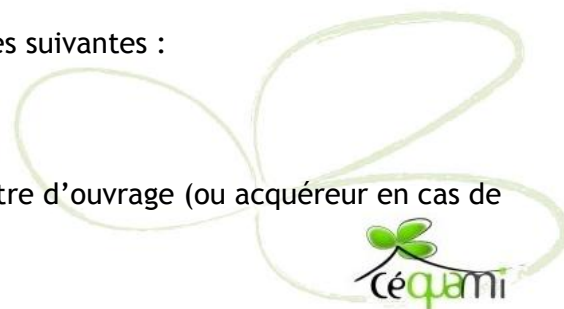 es suivantes :
tre d’ouvrage (ou acquéreur en cas de
céquami